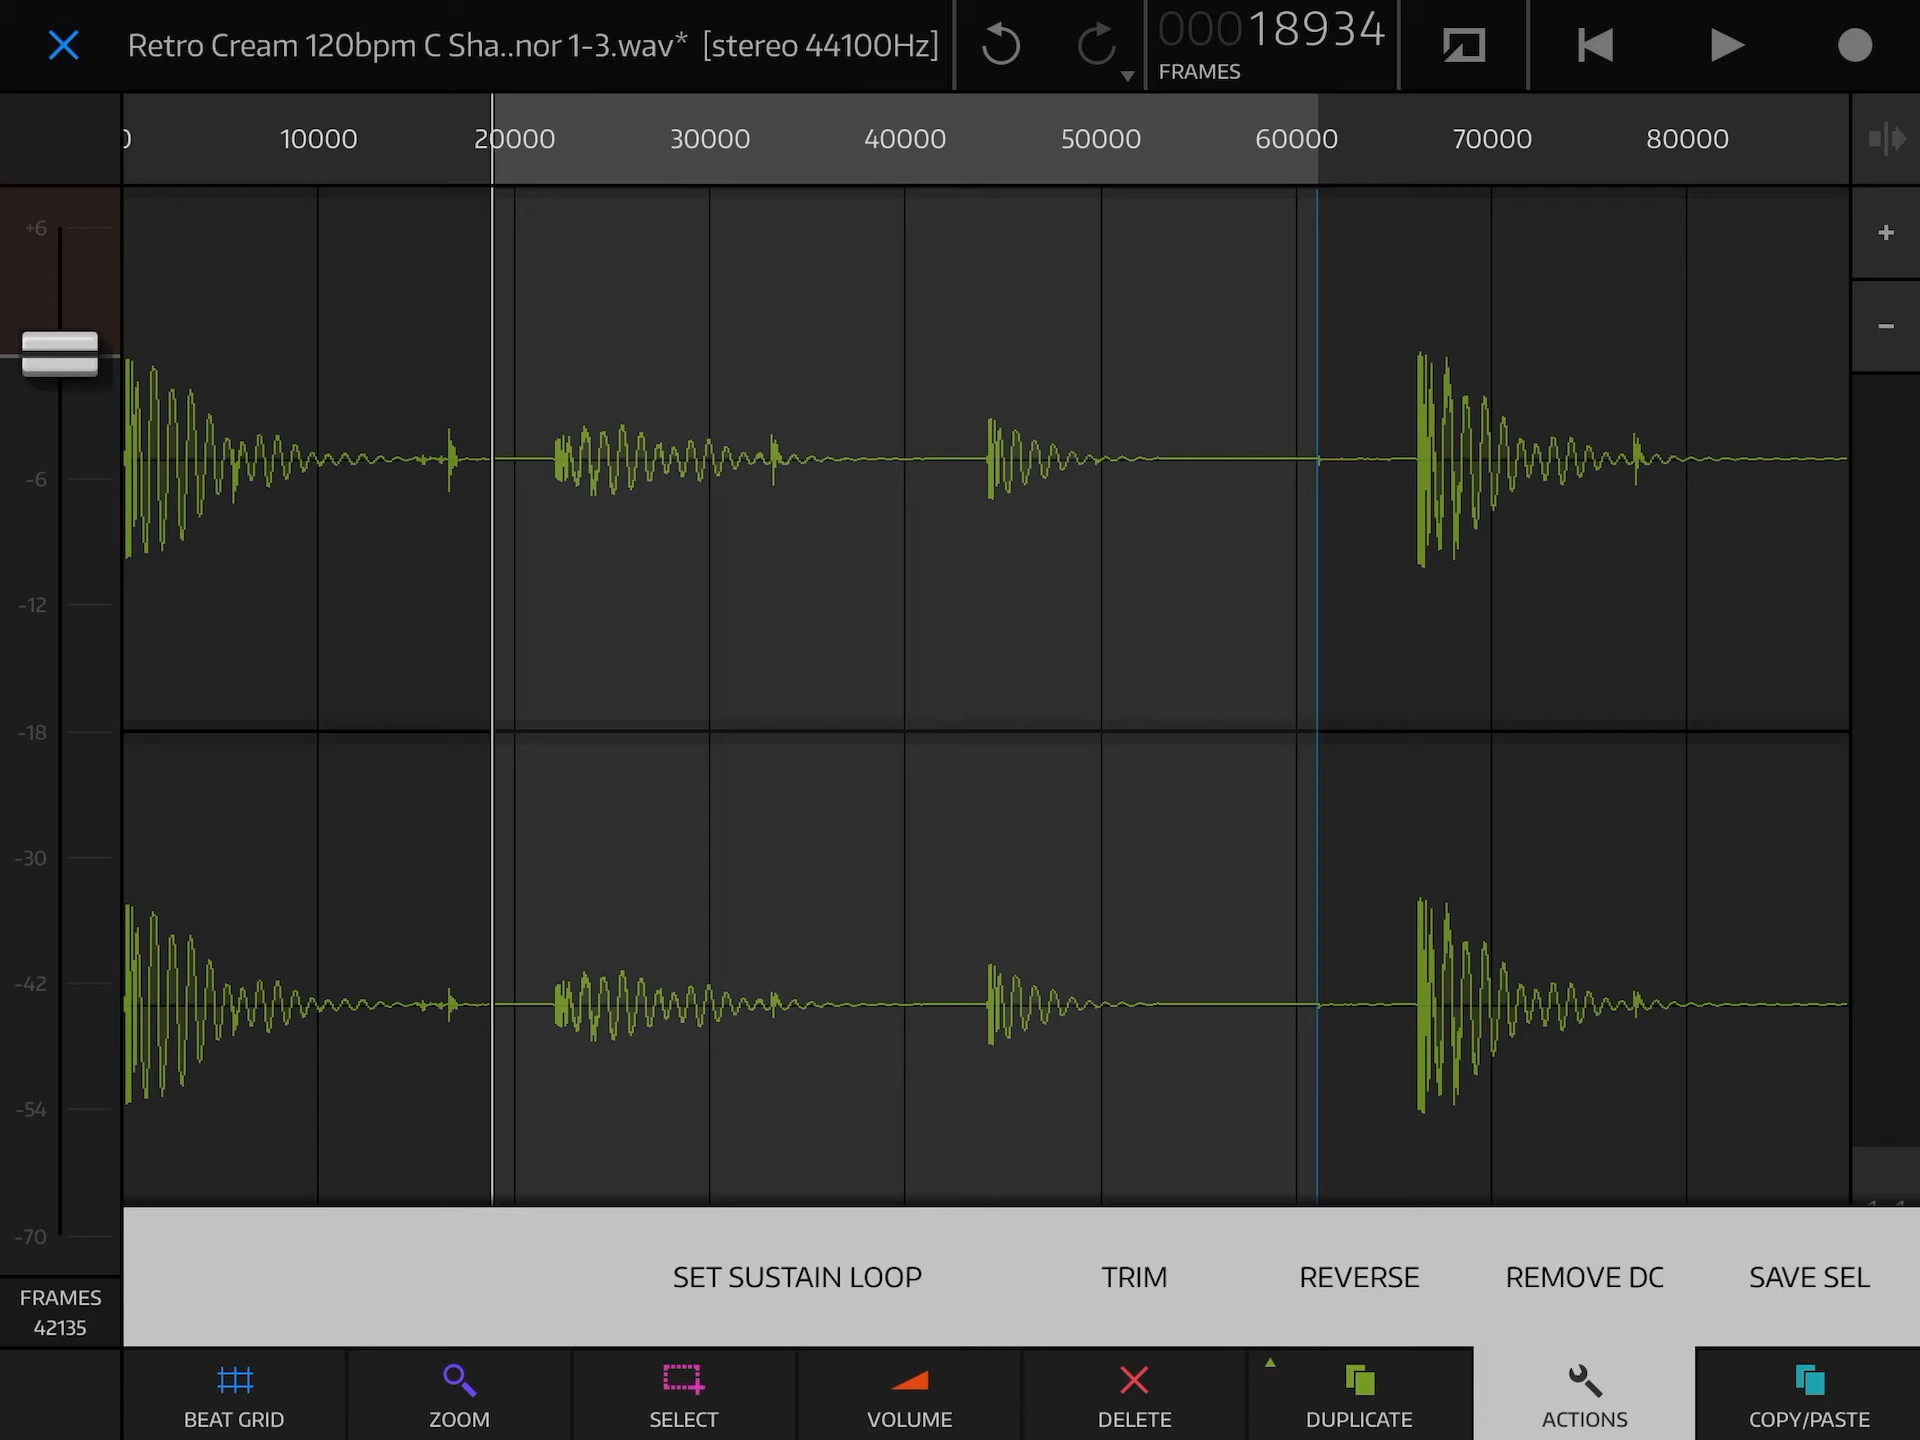 Retro Cream 120bpm C Sha..nor 1-3.wav* [stereo 44100Hz]
00018934
FRAMES
0 10000 20000 30000 40000 50000 60000 70000 80000
+6
-6
-12
-18
-30
-42
-54
-70
+
-
SET SUSTAIN LOOP TRIM REVERSE REMOVE DC SAVE SEL
FRAMES
42135
BEAT GRID ZOOM SELECT VOLUME DELETE DUPLICATE ACTIONS COPY/PASTE